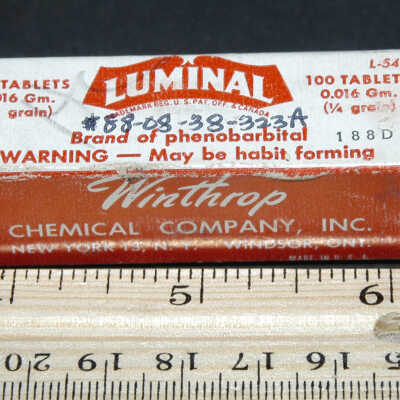 L-54
TABLETS LUMINAL 100 TABLET
016 Gm. 0.016 Gm.
grain) TRADEMARK REG. U.S. PAT. OFF. & CANADA (¼ grain)
#88-08-38-323A
Brand of phenobarbital 188D
WARNING — May be habit forming
Winthrop
CHEMICAL COMPANY, INC.
NEW YORK 13, N. Y. WINDSOR, ONT.
MADE IN U.S.A.
5 6
20 19 18 17 16 15